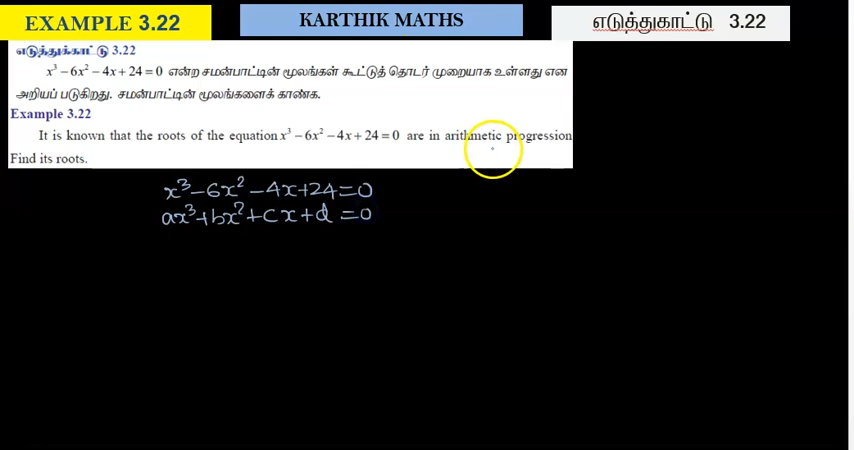 EXAMPLE 3.22
KARTHIK MATHS
எடுத்துகாட்டு 3.22
எடுத்துக்காட்டு 3.22
x³ − 6x² − 4x + 24 = 0 என்ற சமன்பாட்டின் மூலங்கள் கூட்டுத் தொடர் முறையாக உள்ளது என
அறியப் படுகிறது. சமன்பாட்டின் மூலங்களைக் காண்க.
Example 3.22
It is known that the roots of the equation x³ − 6x² − 4x + 24 = 0 are in arithmetic progression
Find its roots.
x³−6x²−4x+24=0
ax³+bx²+cx+d=0